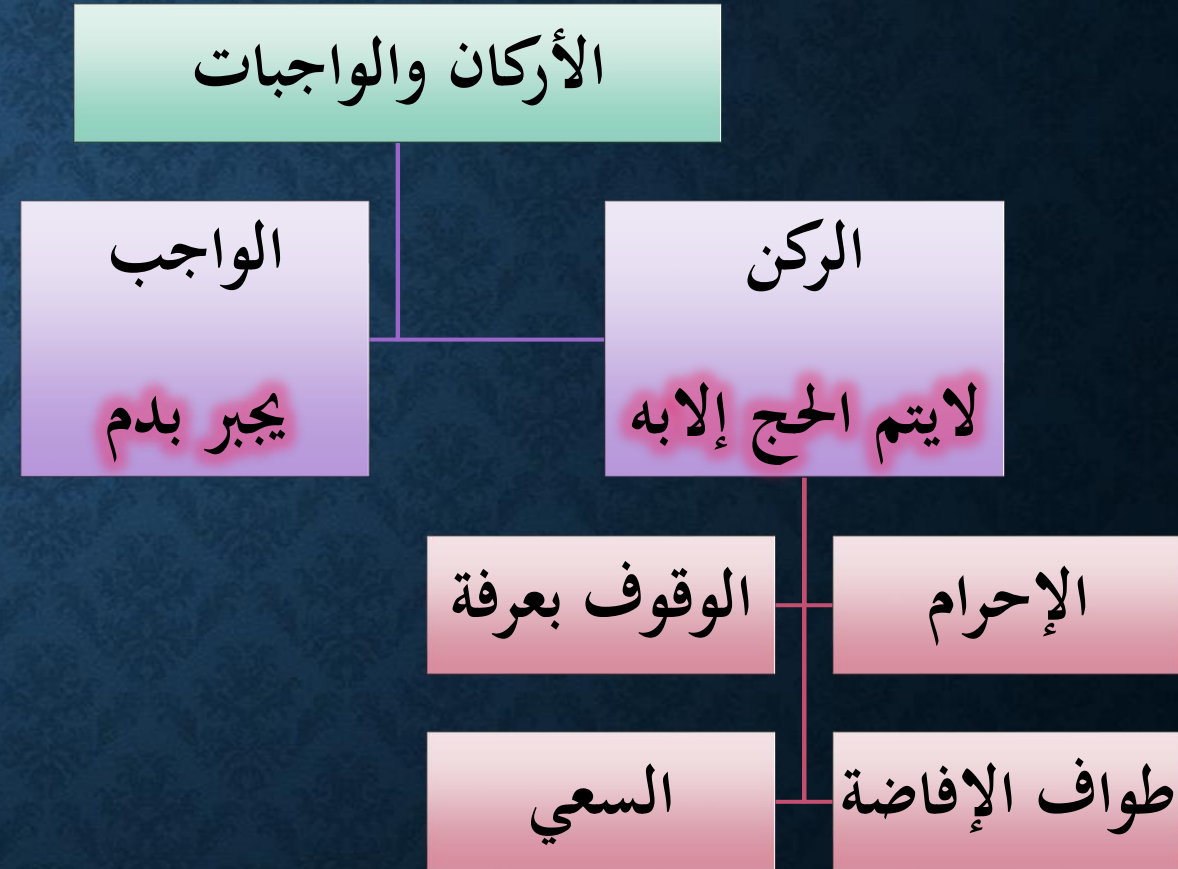 الأركان والواجبات
الركن
لايتم الحج إلابه
الواجب
يجبر بدم
الإحرام
الوقوف بعرفة
طواف الإفاضة
السعي